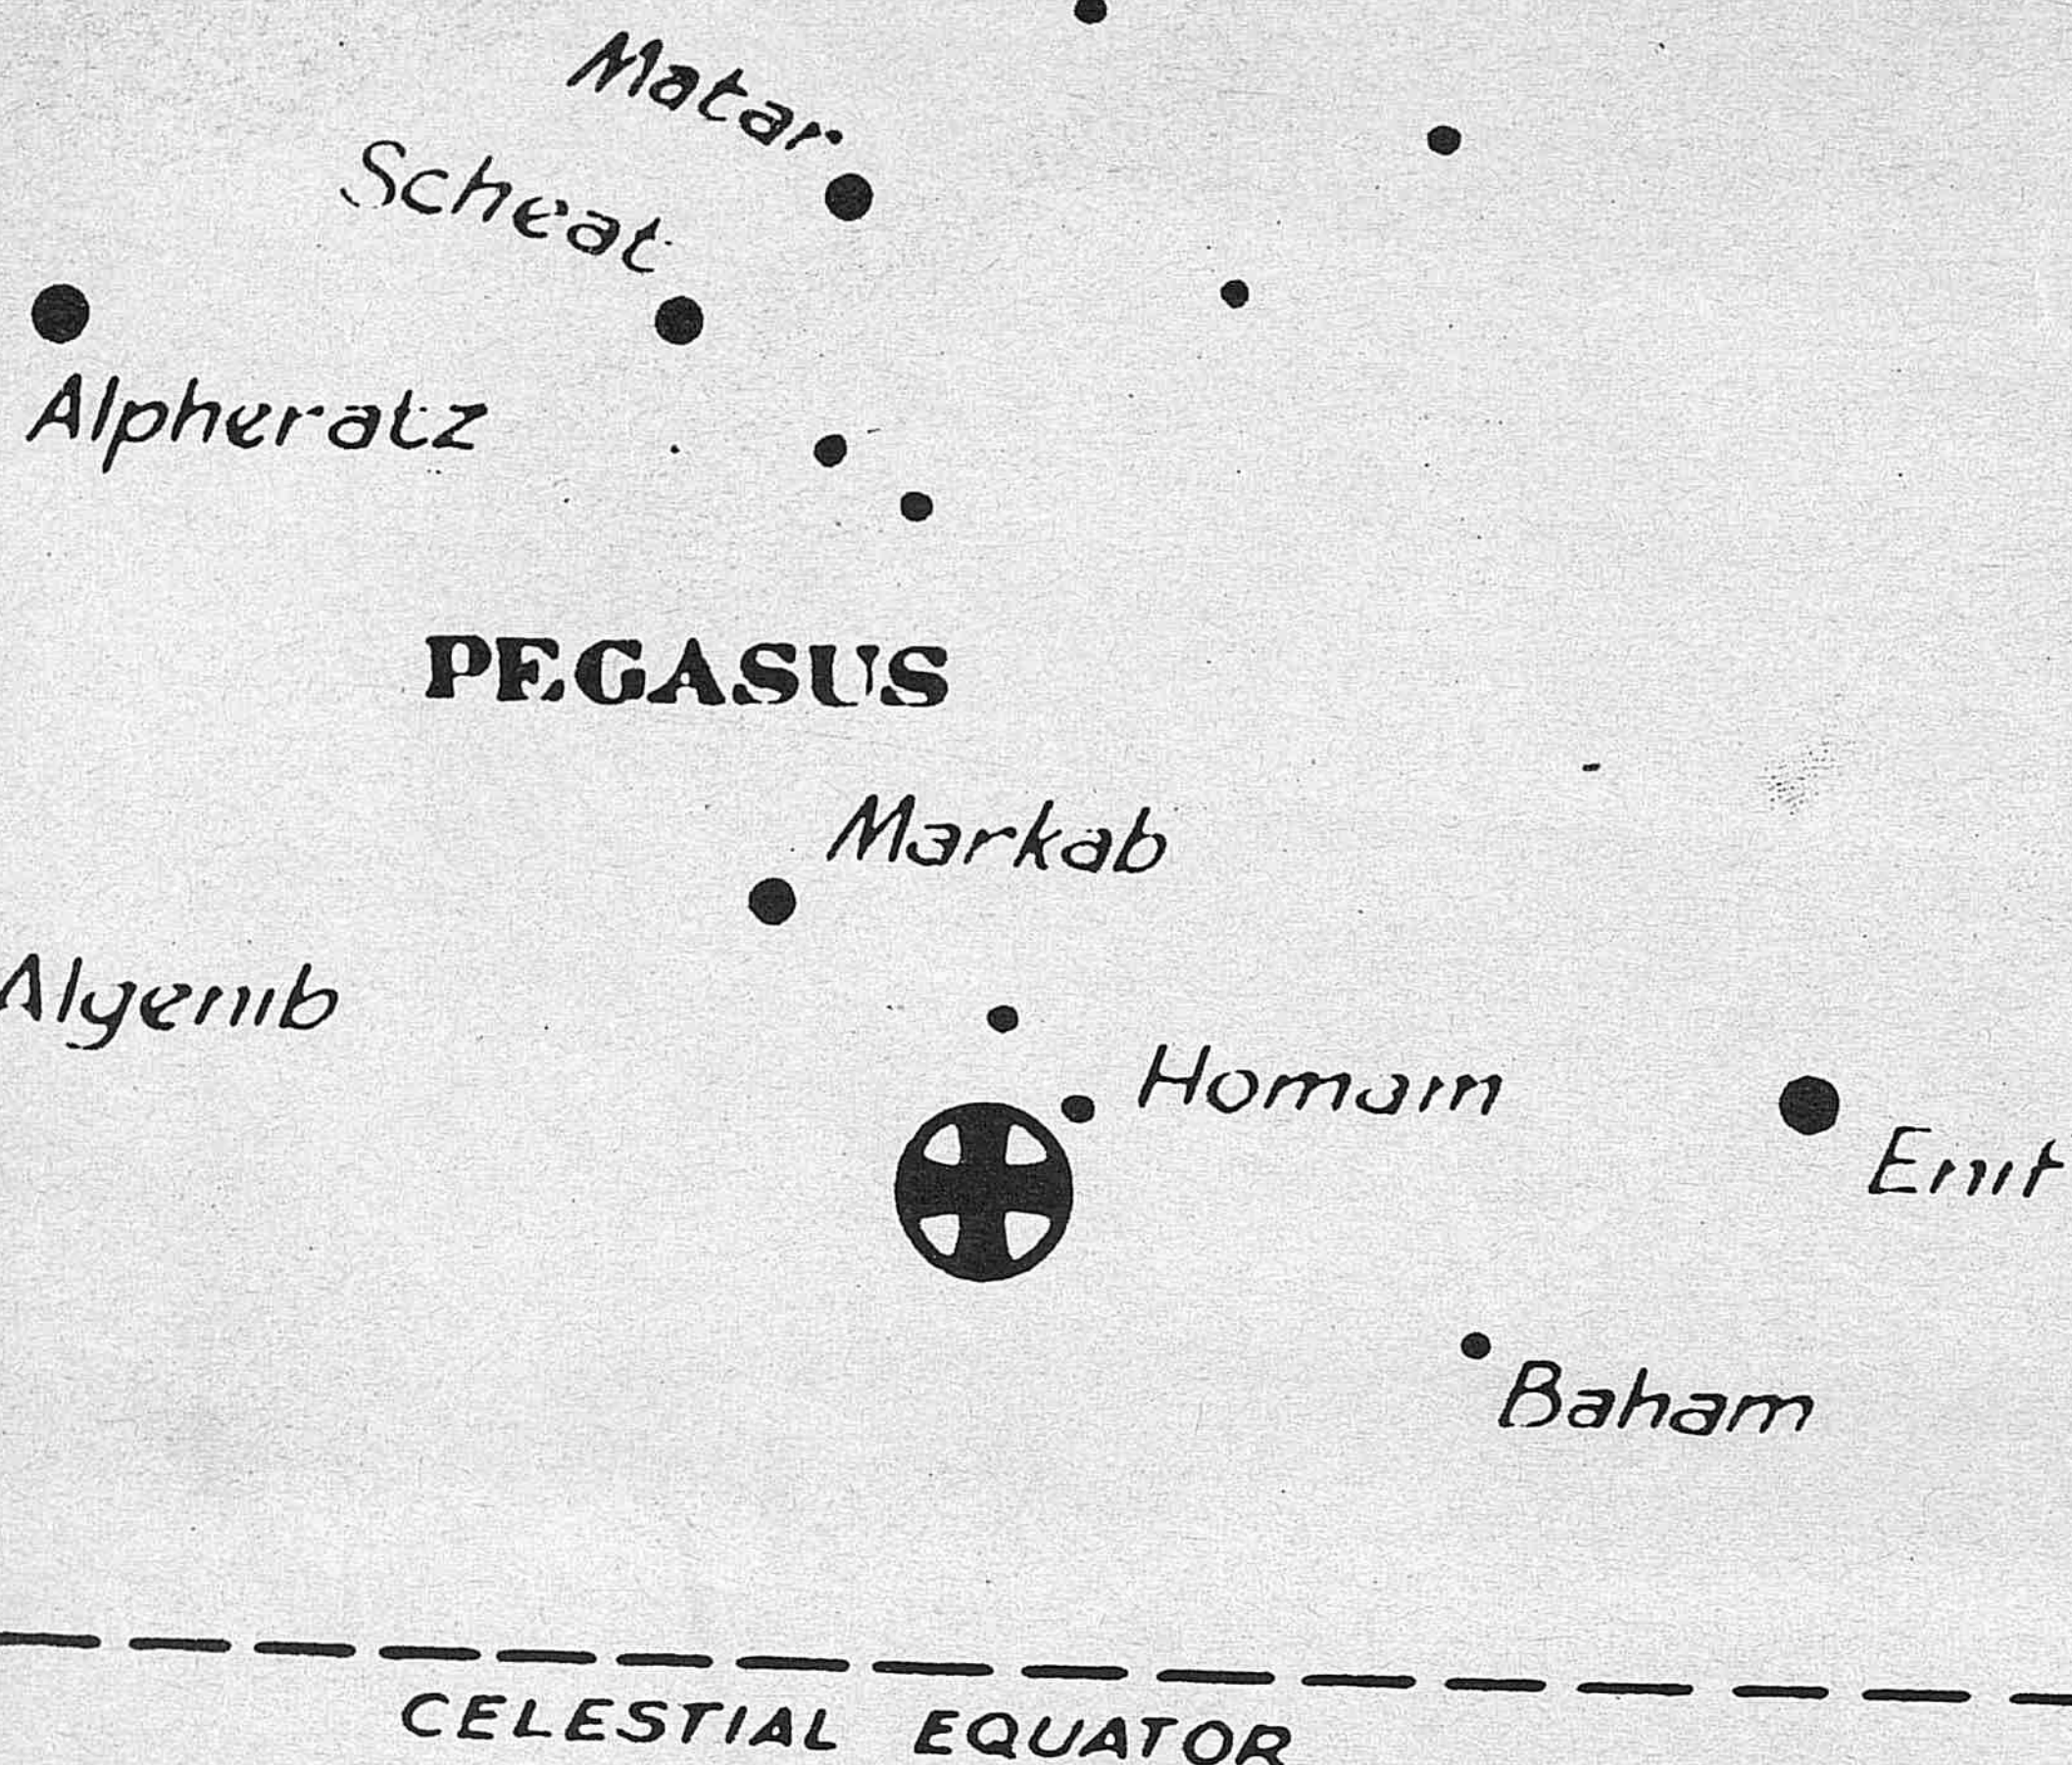 Matar
Scheat
Alpheratz
PEGASUS
Markab
Algenib
Homam
Enif
Baham
CELESTIAL EQUATOR